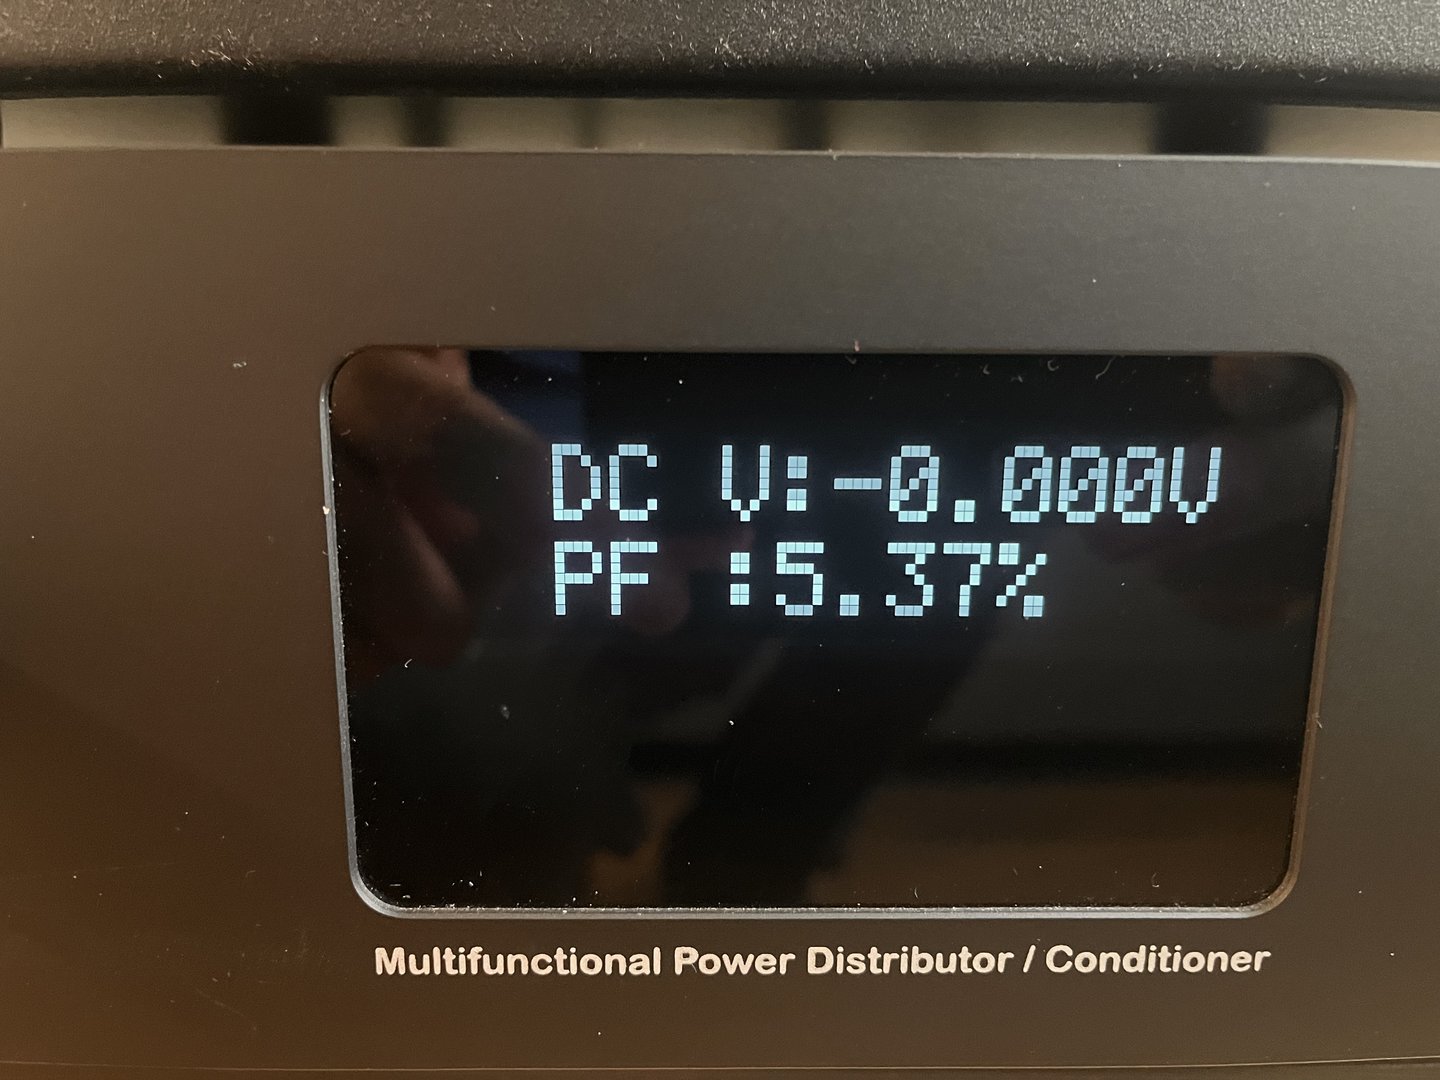 DC V:-0.000V
PF :5.37%
Multifunctional Power Distributor / Conditioner